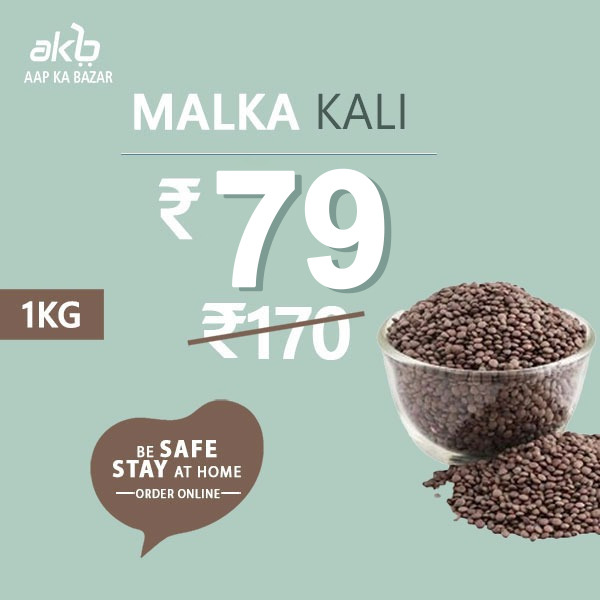 akb
AAP KA BAZAR
MALKA KALI
₹79
1KG
₹170
BE SAFE
STAY AT HOME
ORDER ONLINE